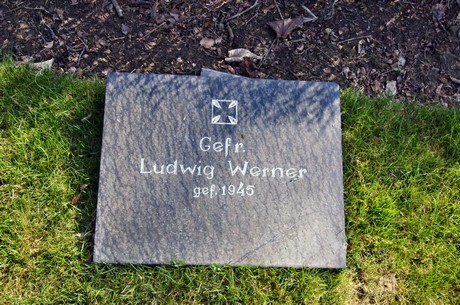 Gefr.
Ludwig Werner
gef. 1945